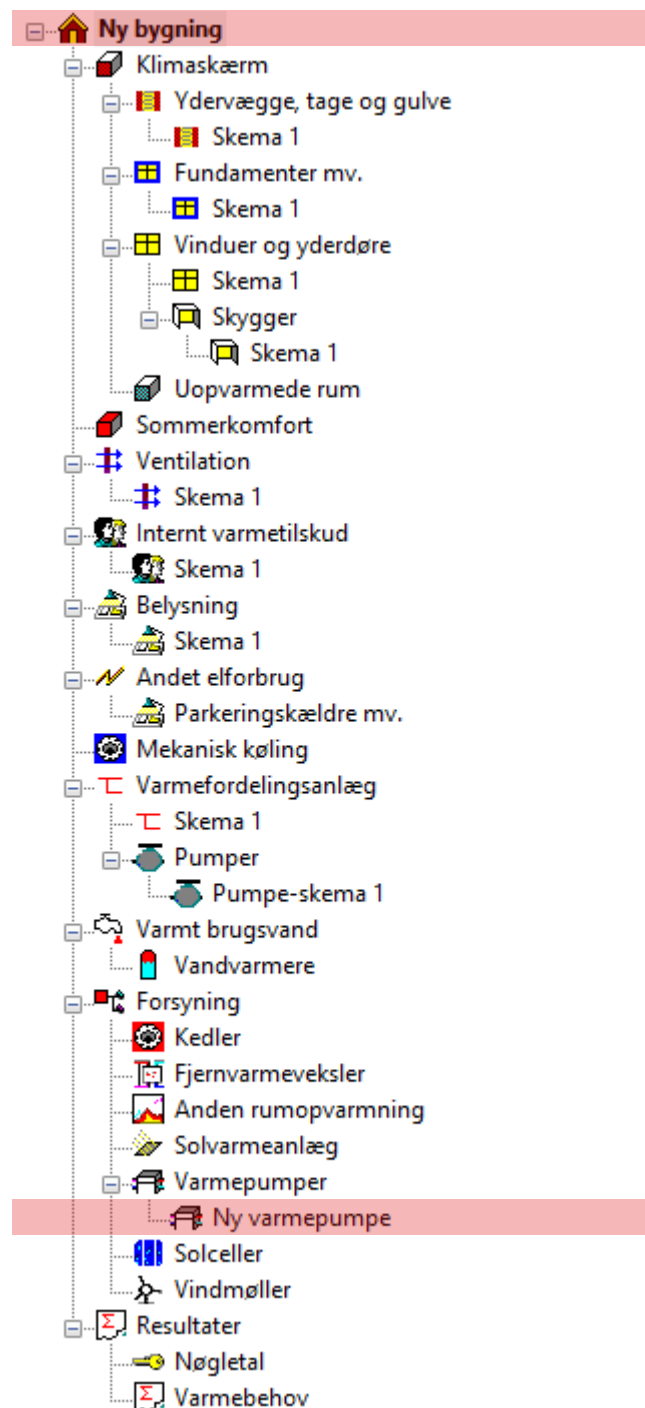 Ny bygning
Klimaskærm
Ydervægge, tage og gulve
Skema 1
Fundamenter mv.
Skema 1
Vinduer og yderdøre
Skema 1
Skygger
Skema 1
Uopvarmede rum
Sommerkomfort
Ventilation
Skema 1
Internt varmetilskud
Skema 1
Belysning
Skema 1
Andet elforbrug
Parkeringskældre mv.
Mekanisk køling
Varmefordelingsanlæg
Skema 1
Pumper
Pumpe-skema 1
Varmt brugsvand
Vandvarmere
Forsyning
Kedler
Fjernvarmeveksler
Anden rumopvarmning
Solvarmeanlæg
Varmepumper
Ny varmepumpe
Solceller
Vindmøller
Resultater
Nøgletal
Varmebehov